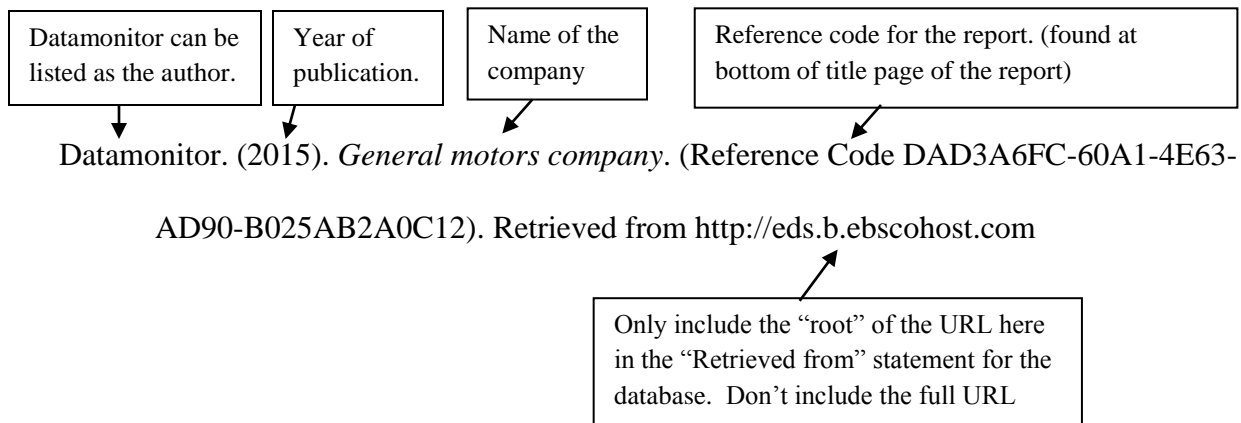 Datamonitor can be
listed as the author.
Year of
publication.
Name of the
company
Reference code for the report. (found at
bottom of title page of the report)
Datamonitor. (2015). General motors company. (Reference Code DAD3A6FC-60A1-4E63-
AD90-B025AB2A0C12). Retrieved from http://eds.b.ebscohost.com
Only include the “root” of the URL here
in the “Retrieved from” statement for the
database.  Don’t include the full URL